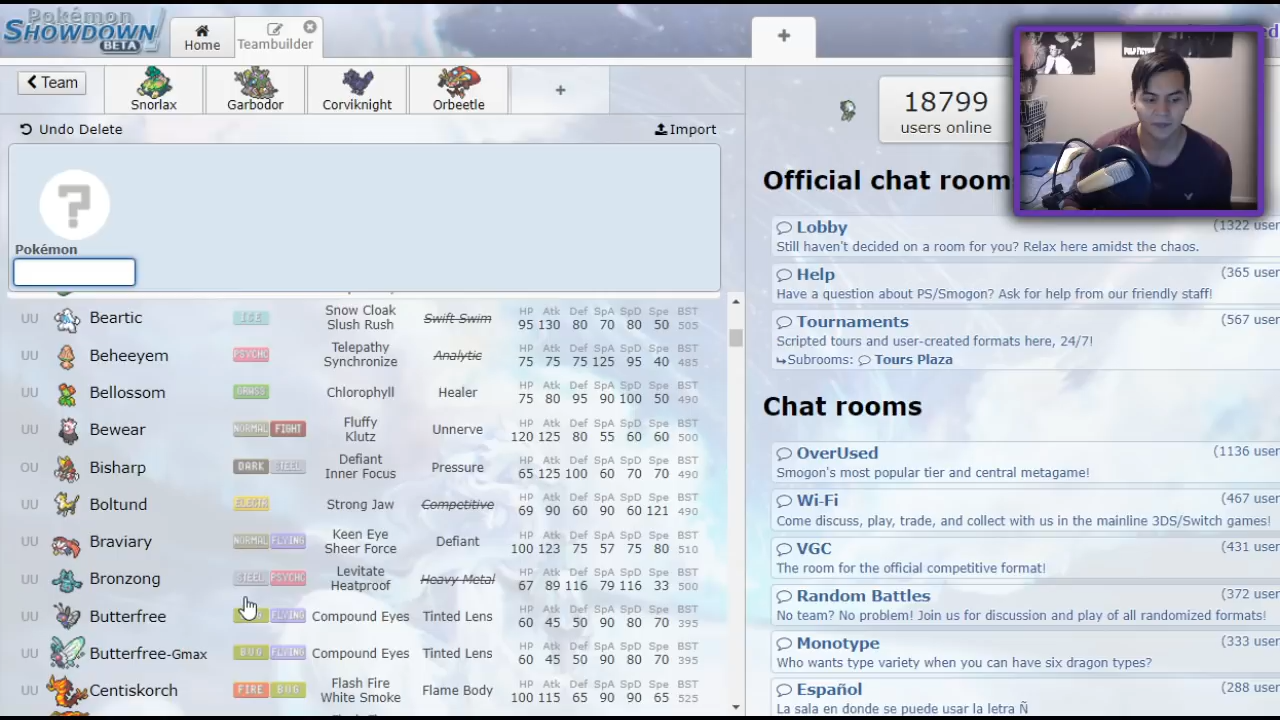 Pokémon
SHOWDOWN!
BETA
Home
Teambuilder
+
Team
Snorlax
Garbodor
Corviknight
Orbeetle
+
Undo Delete
Import
?
Pokémon
18799
users online
PULP FICTION
Official chat room
Lobby
(1322 user
Still haven't decided on a room for you? Relax here amidst the chaos.
Help
(365 user
Have a question about PS/Smogon? Ask for help from our friendly staff!
Tournaments
(567 user
Scripted tours and user-created formats here, 24/7!
Subrooms: Tours Plaza
Chat rooms
OverUsed
(1136 user
Smogon's most popular tier and central metagame!
Wi-Fi
(467 user
Come discuss, play, trade, and collect with us in the mainline 3DS/Switch games!
VGC
(431 user
The room for the official competitive format!
Random Battles
(372 user
No team? No problem! Join us for discussion and play of all randomized formats!
Monotype
(333 user
Who wants type variety when you can have six dragon types?
Español
(288 user
La sala en donde se puede usar la letra Ñ
UU Beartic ICE Snow Cloak Slush Rush Swift Swim HP 95 Atk 130 Def 80 SpA 70 SpD 80 Spe 50 BST 505
UU Beheeyem PSYCHC Telepathy Synchronize Analytic HP 75 Atk 75 Def 75 SpA 125 SpD 95 Spe 40 BST 485
UU Bellossom GRASS Chlorophyll Healer HP 75 Atk 80 Def 95 SpA 90 SpD 100 Spe 50 BST 490
UU Bewear NORMAL FIGHT Fluffy Klutz Unnerve HP 120 Atk 125 Def 80 SpA 55 SpD 60 Spe 60 BST 500
OU Bisharp DARK STEEL Defiant Inner Focus Pressure HP 65 Atk 125 Def 100 SpA 60 SpD 70 Spe 70 BST 490
UU Boltund ELECTR Strong Jaw Competitive HP 69 Atk 90 Def 60 SpA 90 SpD 60 Spe 121 BST 490
UU Braviary NORMAL FLYING Keen Eye Sheer Force Defiant HP 100 Atk 123 Def 75 SpA 57 SpD 75 Spe 80 BST 510
UU Bronzong STEEL PSYCHC Levitate Heatproof Heavy Metal HP 67 Atk 89 Def 116 SpA 79 SpD 116 Spe 33 BST 500
UU Butterfree FLYING Compound Eyes Tinted Lens HP 60 Atk 45 Def 50 SpA 90 SpD 80 Spe 70 BST 395
UU Butterfree-Gmax BUG FLYING Compound Eyes Tinted Lens HP 60 Atk 45 Def 50 SpA 90 SpD 80 Spe 70 BST 395
UU Centiskorch FIRE BUG Flash Fire White Smoke Flame Body HP 100 Atk 115 Def 65 SpA 90 SpD 90 Spe 65 BST 525